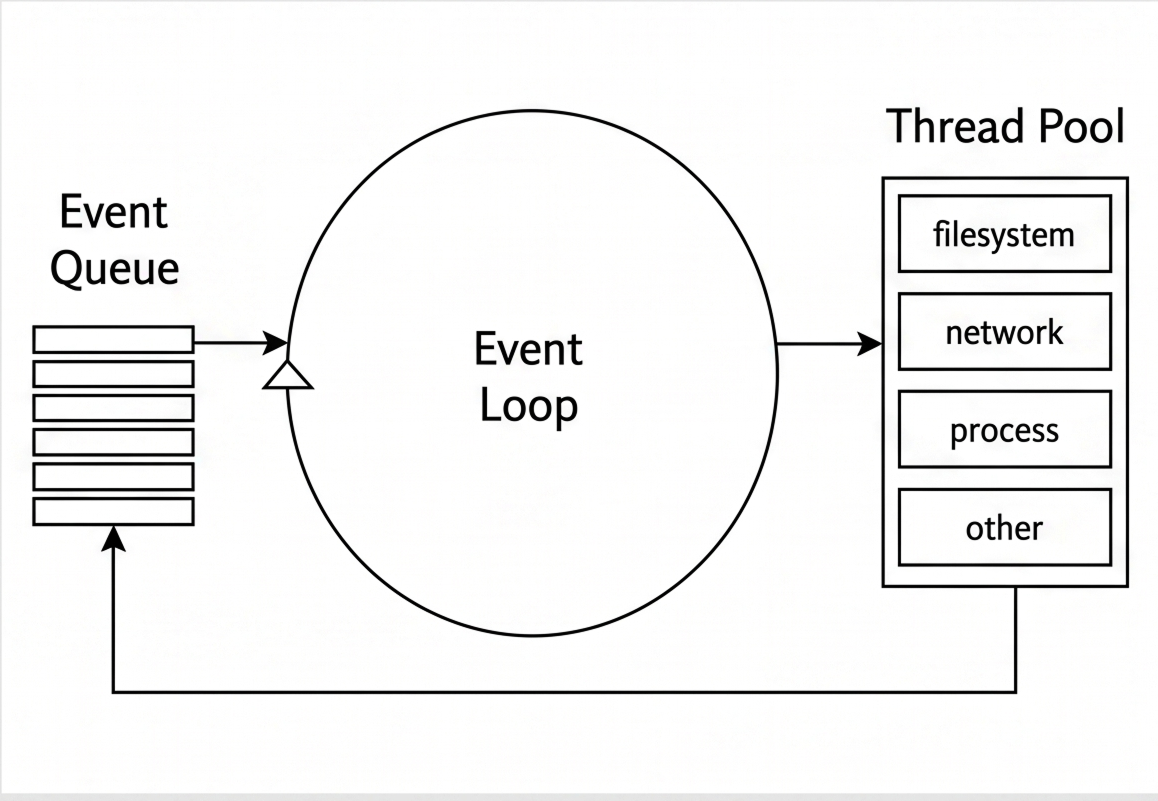 Event
Queue
Event
Loop
Thread Pool
filesystem
network
process
other